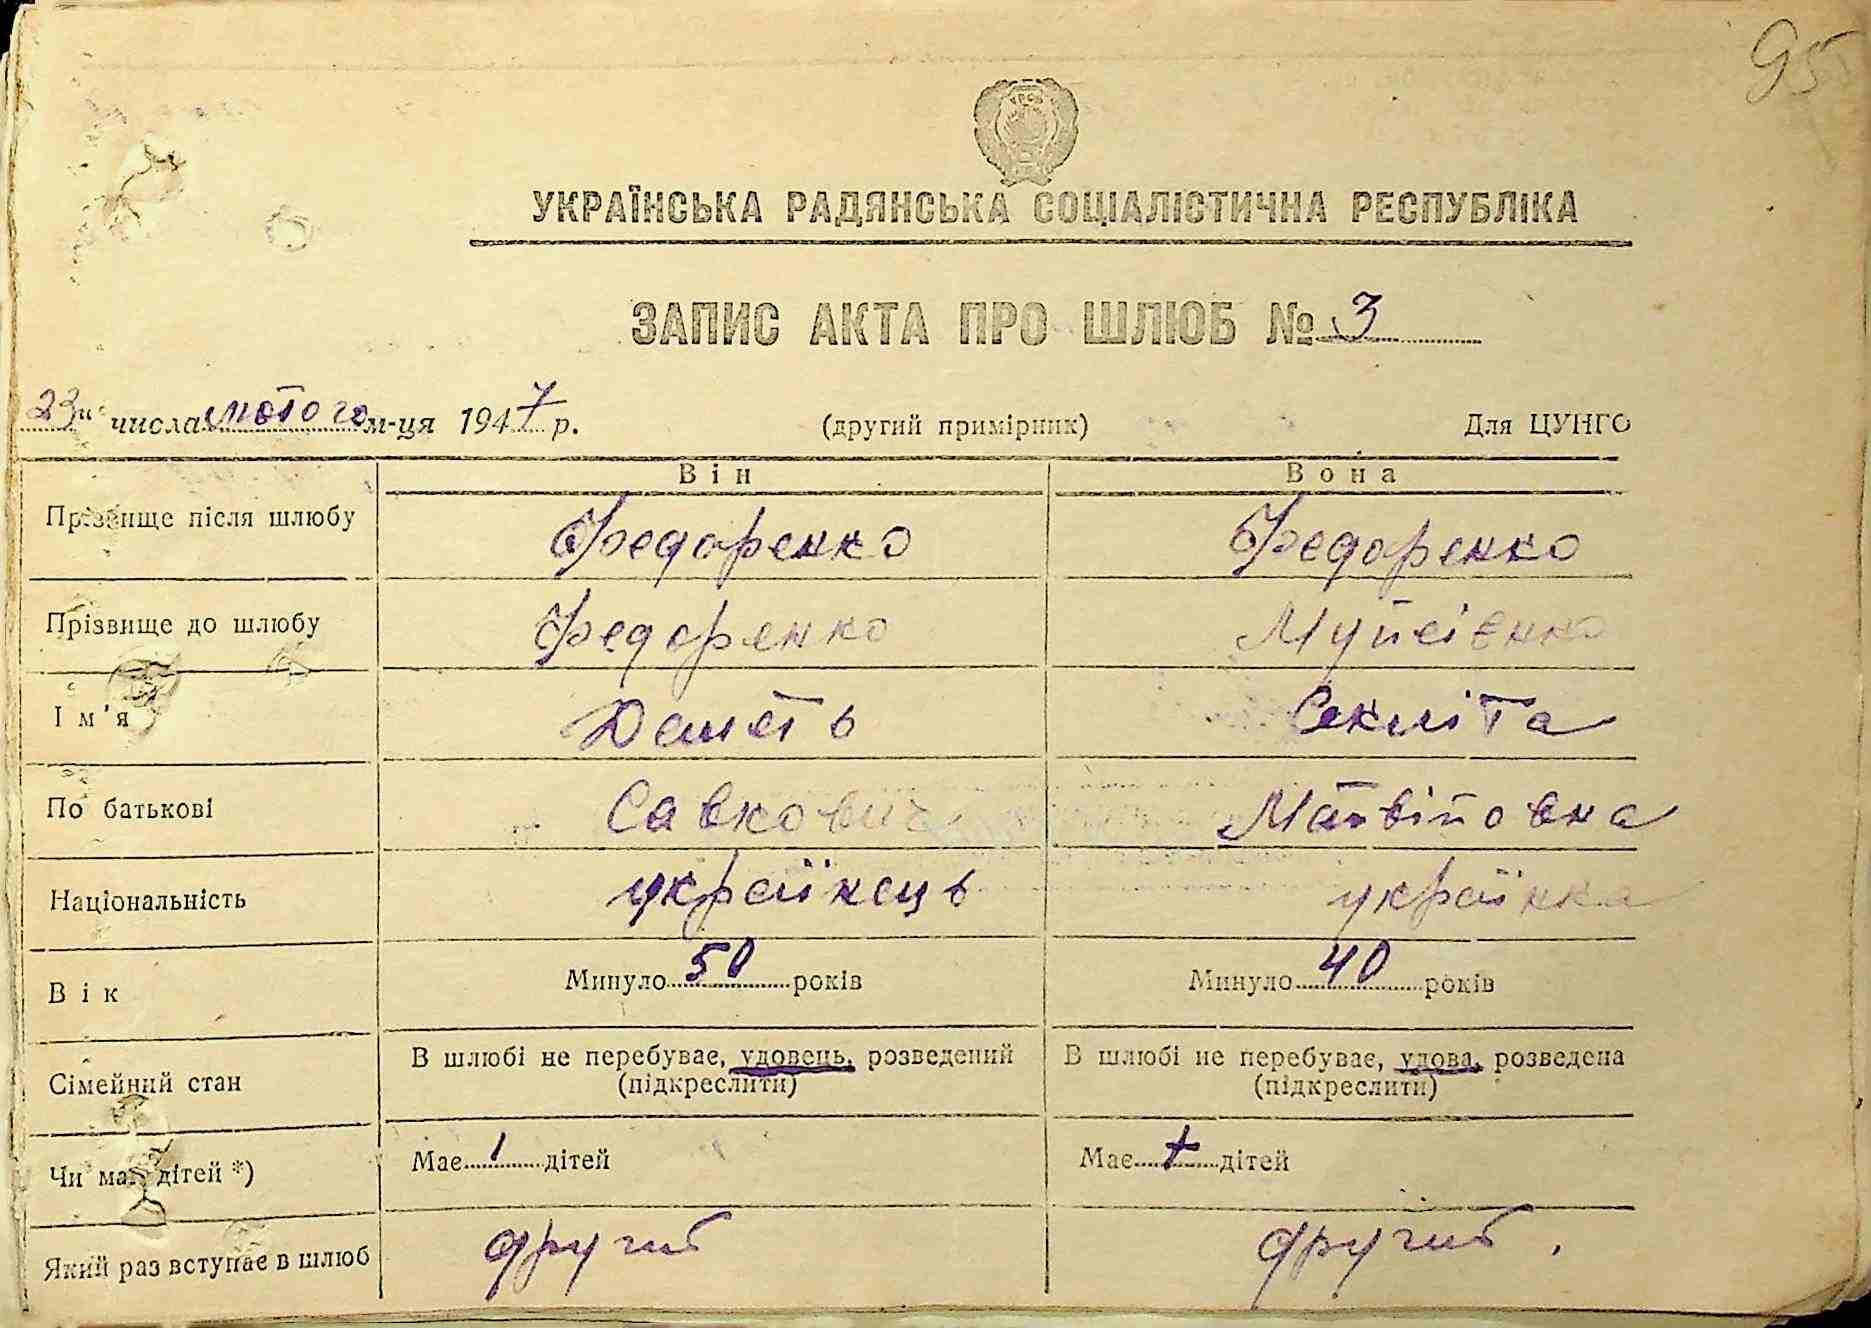 95
УРСР
УКРАЇНСЬКА РАДЯНСЬКА СОЦІАЛІСТИЧНА РЕСПУБЛІКА
ЗАПИС АКТА ПРО ШЛЮБ № 3
23" числа лютого м-ця 1947 р. (другий примірник) Для ЦУНГО
Він Вона
Прізвище після шлюбу Федоренко Федоренко
Прізвище до шлюбу Федоренко
Ім'я Секліта
По батькові Савкович Матвійовна
Національність українець українка
Вік Минуло 50 років Минуло 40 років
Сімейний стан В шлюбі не перебуває, удовець, розведений В шлюбі не перебуває, удова, розведена
(підкреслити) (підкреслити)
Чи має дітей *) Має 1 дітей Має дітей
Який раз вступає в шлюб другий другий.